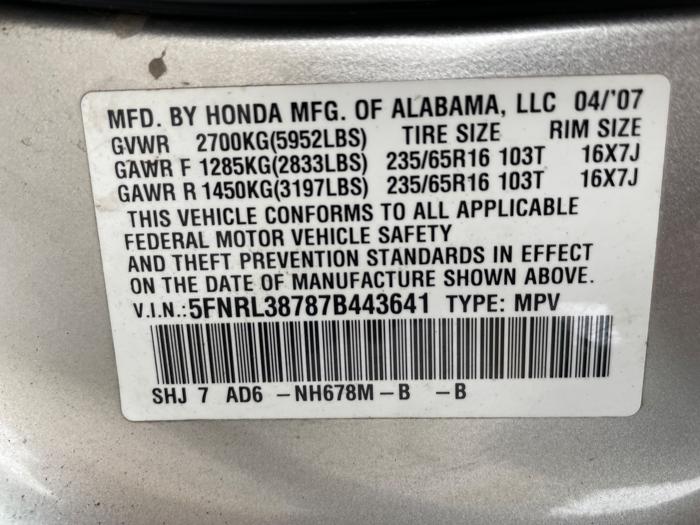 MFD. BY HONDA MFG. OF ALABAMA, LLC 04/'07
GVWR 2700KG(5952LBS) TIRE SIZE RIM SIZE
GAWR F 1285KG(2833LBS) 235/65R16 103T 16X7J
GAWR R 1450KG(3197LBS) 235/65R16 103T 16X7J
THIS VEHICLE CONFORMS TO ALL APPLICABLE
FEDERAL MOTOR VEHICLE SAFETY
AND THEFT PREVENTION STANDARDS IN EFFECT
ON THE DATE OF MANUFACTURE SHOWN ABOVE.
V.I.N.:5FNRL38787B443641 TYPE: MPV
SHJ 7 AD6 -NH678M-B -B